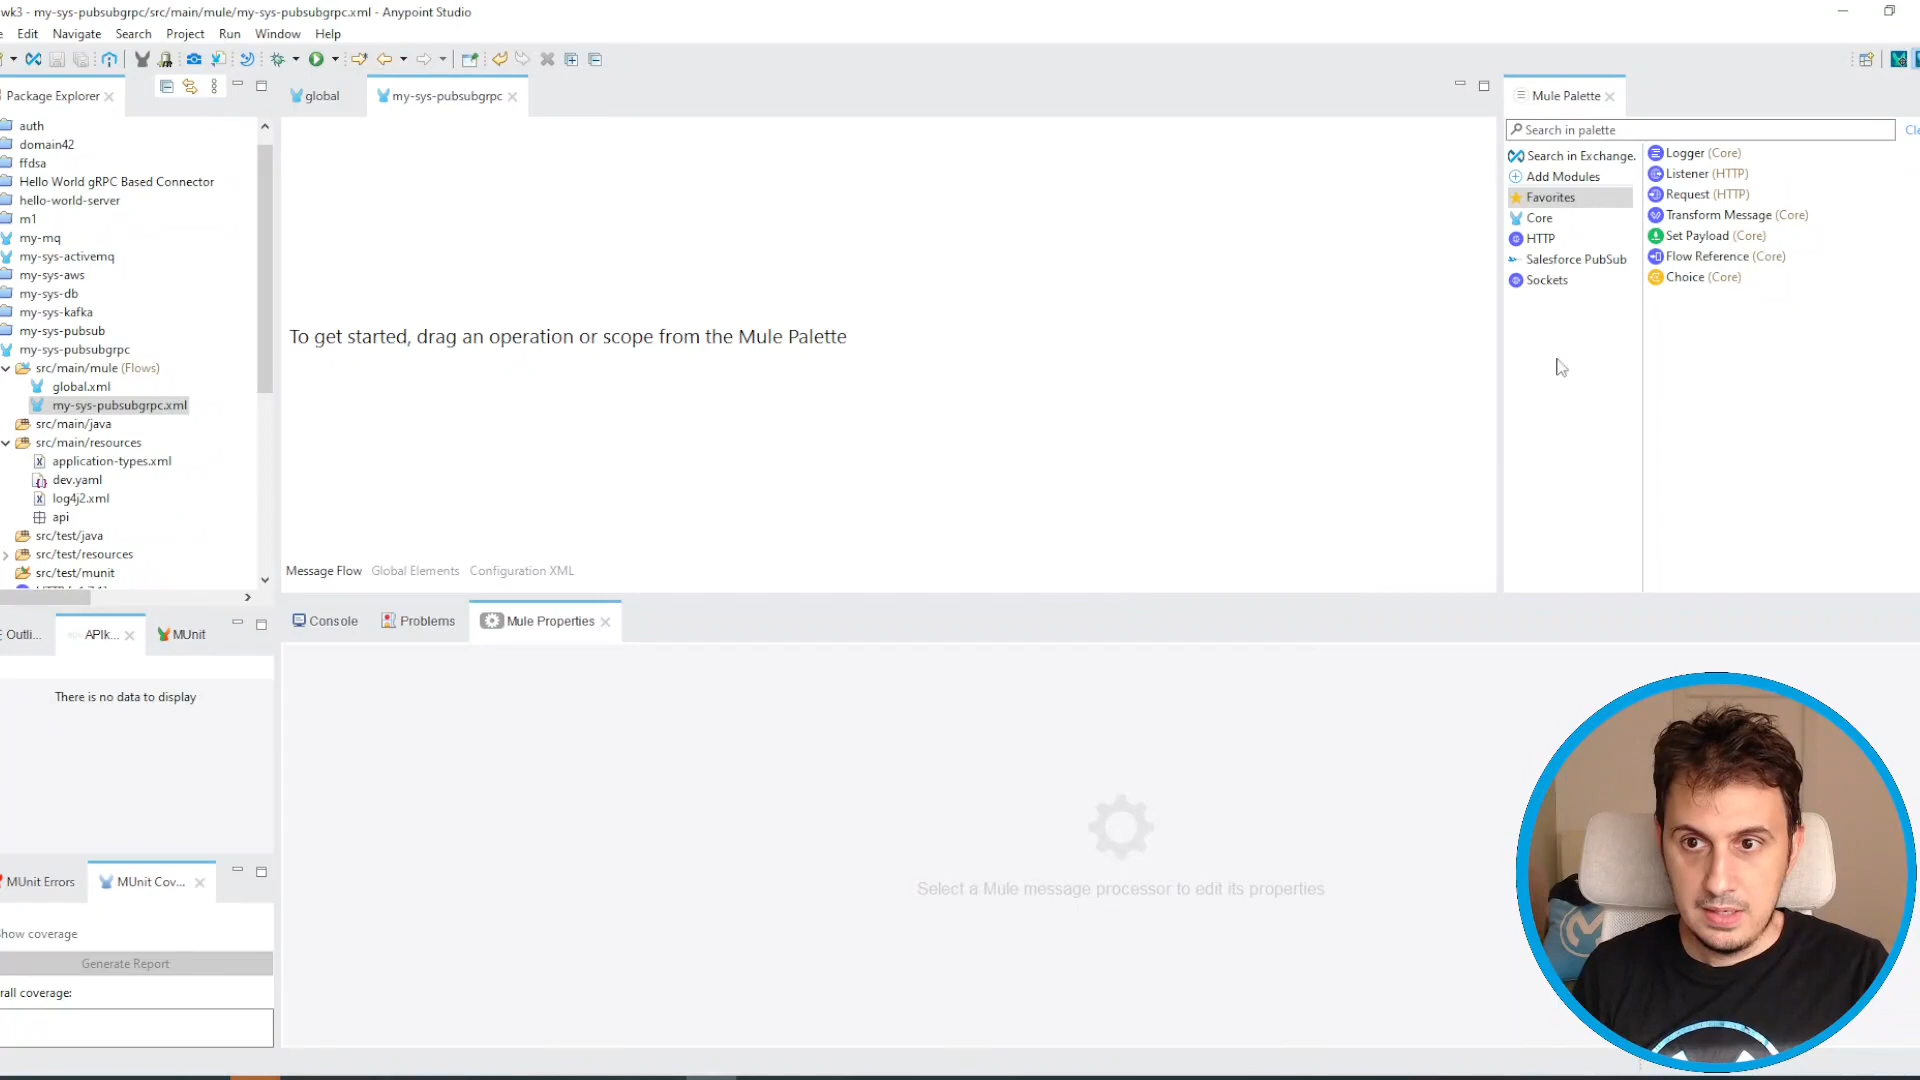 wk3 - my-sys-pubsubgrpc/src/main/mule/my-sys-pubsubgrpc.xml - Anypoint Studio
Edit Navigate Search Project Run Window Help
Package Explorer
auth
domain42
ffdsa
Hello World gRPC Based Connector
hello-world-server
m1
my-mq
my-sys-activemq
my-sys-aws
my-sys-db
my-sys-kafka
my-sys-pubsub
my-sys-pubsubgrpc
src/main/mule (Flows)
global.xml
my-sys-pubsubgrpc.xml
src/main/java
src/main/resources
application-types.xml
dev.yaml
log4j2.xml
api
src/test/java
src/test/resources
src/test/munit
global
my-sys-pubsubgrpc
To get started, drag an operation or scope from the Mule Palette
Message Flow Global Elements Configuration XML
Mule Palette
Search in palette
Cle
Search in Exchange.
Add Modules
Favorites
Core
HTTP
Salesforce PubSub
Sockets
Logger (Core)
Listener (HTTP)
Request (HTTP)
Transform Message (Core)
Set Payload (Core)
Flow Reference (Core)
Choice (Core)
Outli...
APIk...
MUnit
There is no data to display
MUnit Errors
MUnit Cov...
how coverage
Generate Report
rall coverage:
Console
Problems
Mule Properties
Select a Mule message processor to edit its properties